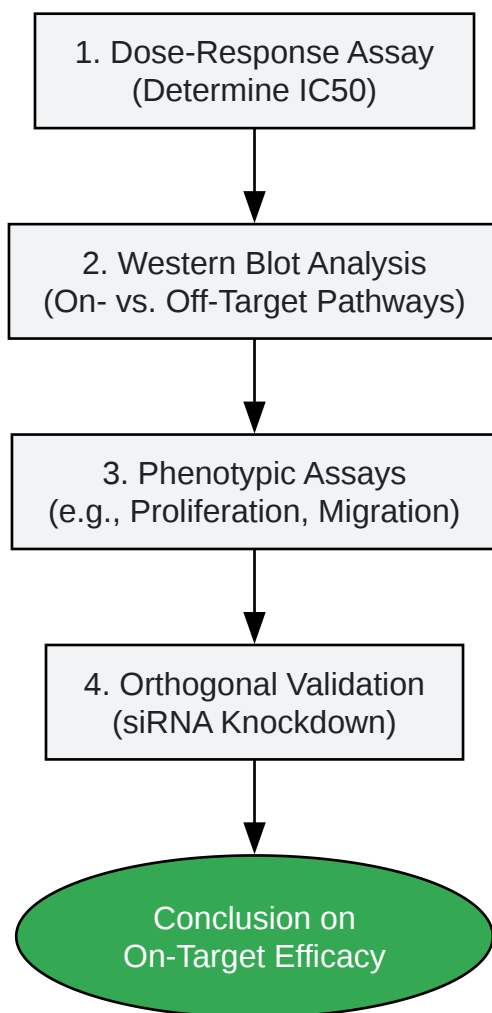 1. Dose-Response Assay
(Determine IC50)
2. Western Blot Analysis
(On- vs. Off-Target Pathways)
3. Phenotypic Assays
(e.g., Proliferation, Migration)
4. Orthogonal Validation
(siRNA Knockdown)
Conclusion on
On-Target Efficacy